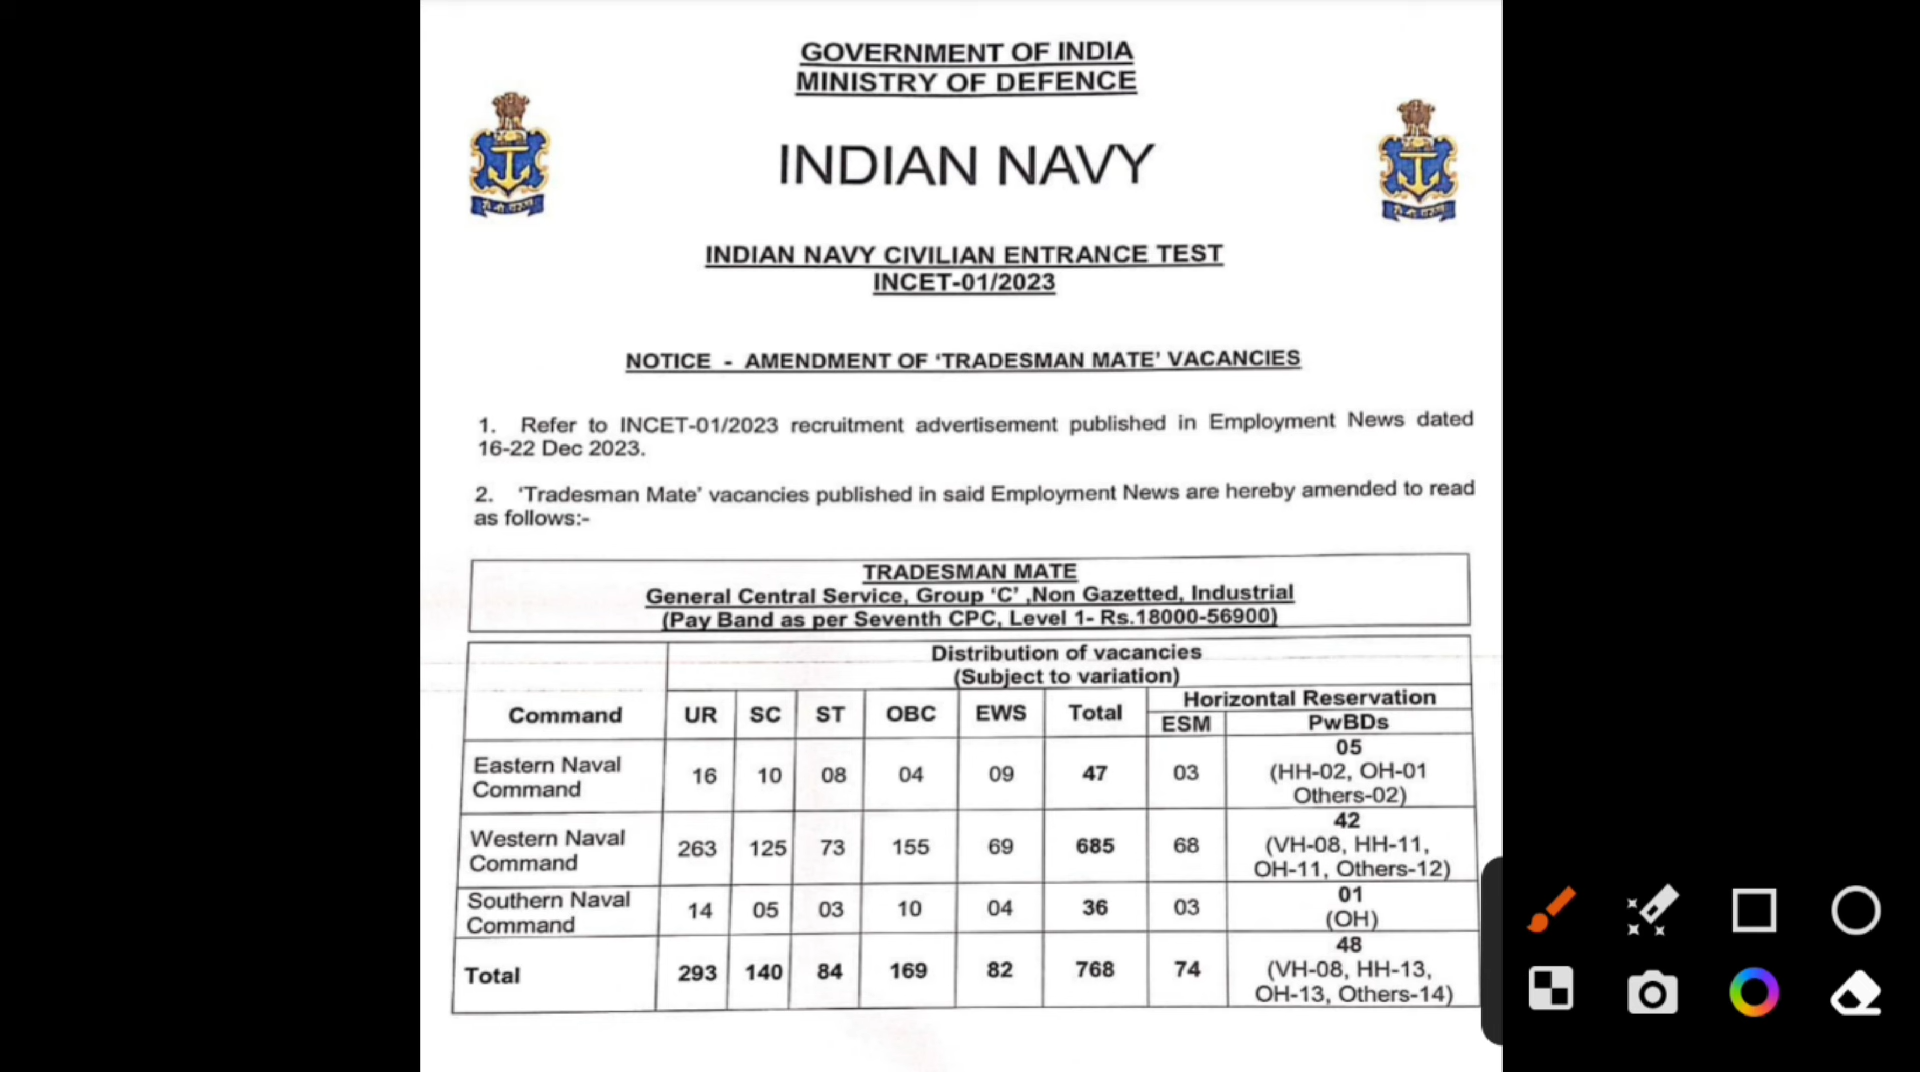 GOVERNMENT OF INDIA
MINISTRY OF DEFENCE
INDIAN NAVY
INDIAN NAVY CIVILIAN ENTRANCE TEST
INCET-01/2023
NOTICE - AMENDMENT OF ‘TRADESMAN MATE’ VACANCIES
1. Refer to INCET-01/2023 recruitment advertisement published in Employment News dated
16-22 Dec 2023.
2. ‘Tradesman Mate’ vacancies published in said Employment News are hereby amended to read
as follows:-
TRADESMAN MATE
General Central Service, Group ‘C’ ,Non Gazetted, Industrial
(Pay Band as per Seventh CPC, Level 1- Rs.18000-56900)
Distribution of vacancies
(Subject to variation)
Command UR SC ST OBC EWS Total Horizontal Reservation
ESM PwBDs
Eastern Naval
Command 16 10 08 04 09 47 03 05
(HH-02, OH-01
Others-02)
Western Naval
Command 263 125 73 155 69 685 68 42
(VH-08, HH-11,
OH-11, Others-12)
Southern Naval
Command 14 05 03 10 04 36 03 01
(OH)
Total 293 140 84 169 82 768 74 48
(VH-08, HH-13,
OH-13, Others-14)